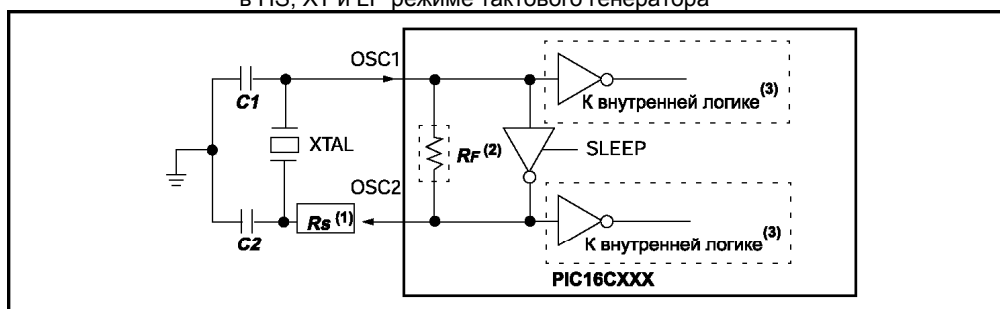 в HS, XT и LP режиме тактового генератора
OSC1
C1
К внутренней логике (3)
XTAL
RF (2)
SLEEP
OSC2
Rs (1)
C2
К внутренней логике (3)
PIC16CXXX